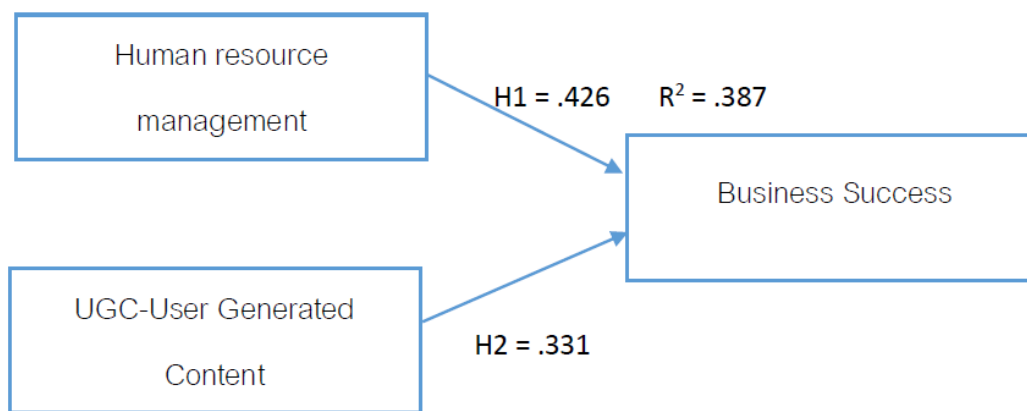 Human resource
management
H1 = .426 R² = .387
Business Success
UGC-User Generated
Content
H2 = .331